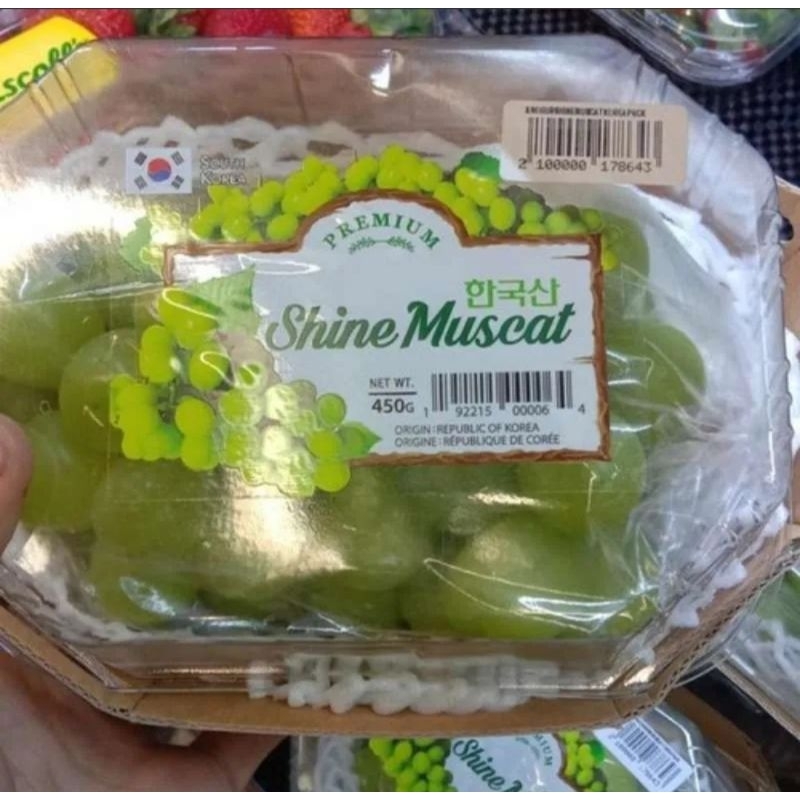 SOUTH
KOREA
2 100000 178643
PREMIUM
한국산
Shine Muscat
NET WT.
450G
1 92215 00006 4
ORIGIN : REPUBLIC OF KOREA
ORIGINE : RÉPUBLIQUE DE CORÉE
PREMIUM
Shine